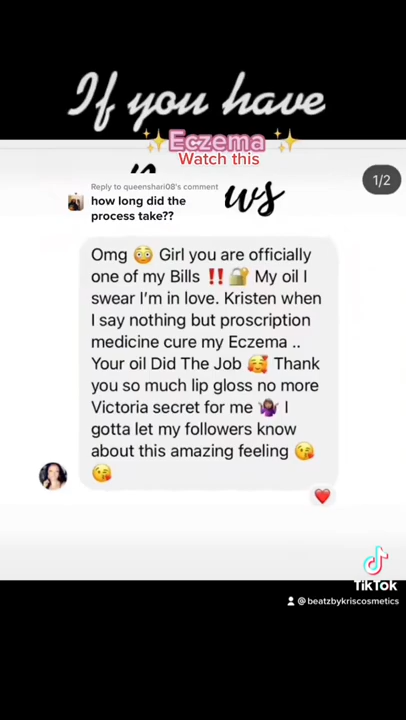 If you have
✨Eczema✨
Watch this
1/2
Reply to queenshari08's comment
how long did the
process take??
ws
Omg 😳 Girl you are officially
one of my Bills ‼️ 🔐 My oil I
swear I'm in love. Kristen when
I say nothing but proscription
medicine cure my Eczema ..
Your oil Did The Job 🥰 Thank
you so much lip gloss no more
Victoria secret for me 🤷🏾‍♀️ I
gotta let my followers know
about this amazing feeling 😘
😘
TikTok
@beatzbykriscosmetics